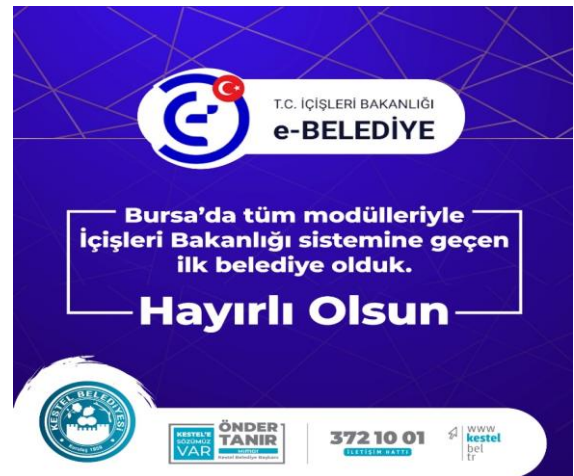 T.C. İÇİŞLERİ BAKANLIĞI
e-BELEDİYE
Bursa'da tüm modülleriyle
İçişleri Bakanlığı sistemine geçen
ilk belediye olduk.
Hayırlı Olsun
KESTEL BELEDİYESİ
KESTEL'E
SÖZÜMÜZ
VAR
ÖNDER
TANIR
Kestel Belediye Başkanı
372 10 01
İLETİŞİM HATTI
www
kestel
bel
tr